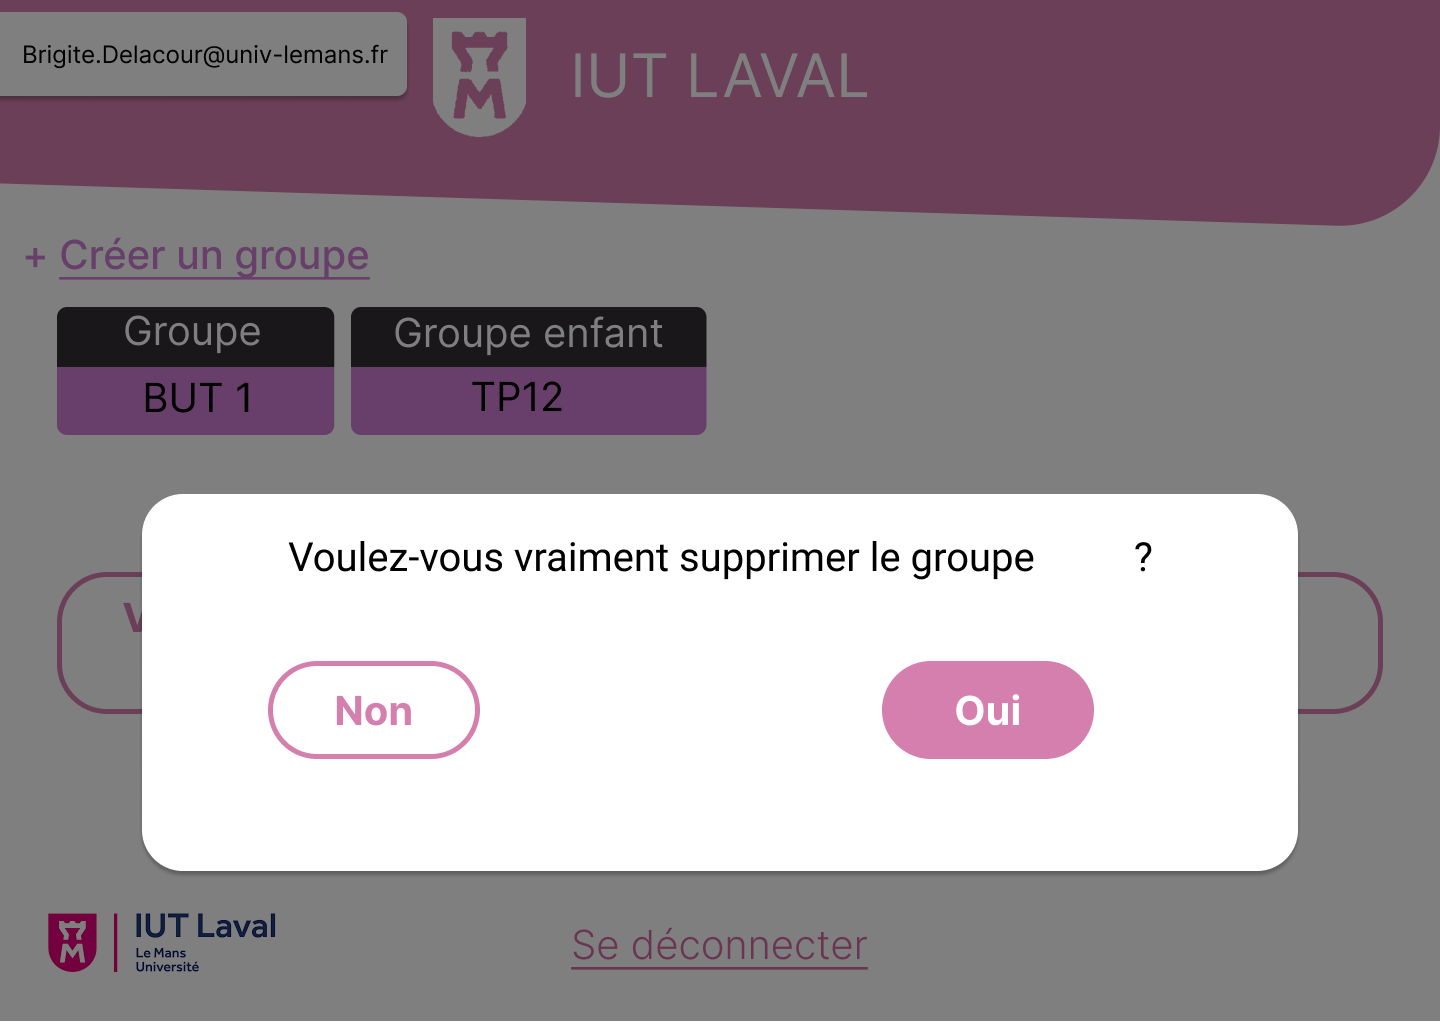 Brigite.Delacour@univ-lemans.fr
IUT LAVAL
+ Créer un groupe
Groupe
Groupe enfant
BUT 1
TP12
Voulez-vous vraiment supprimer le groupe ?
V
Non
Oui
IUT Laval
Le Mans
Université
Se déconnecter